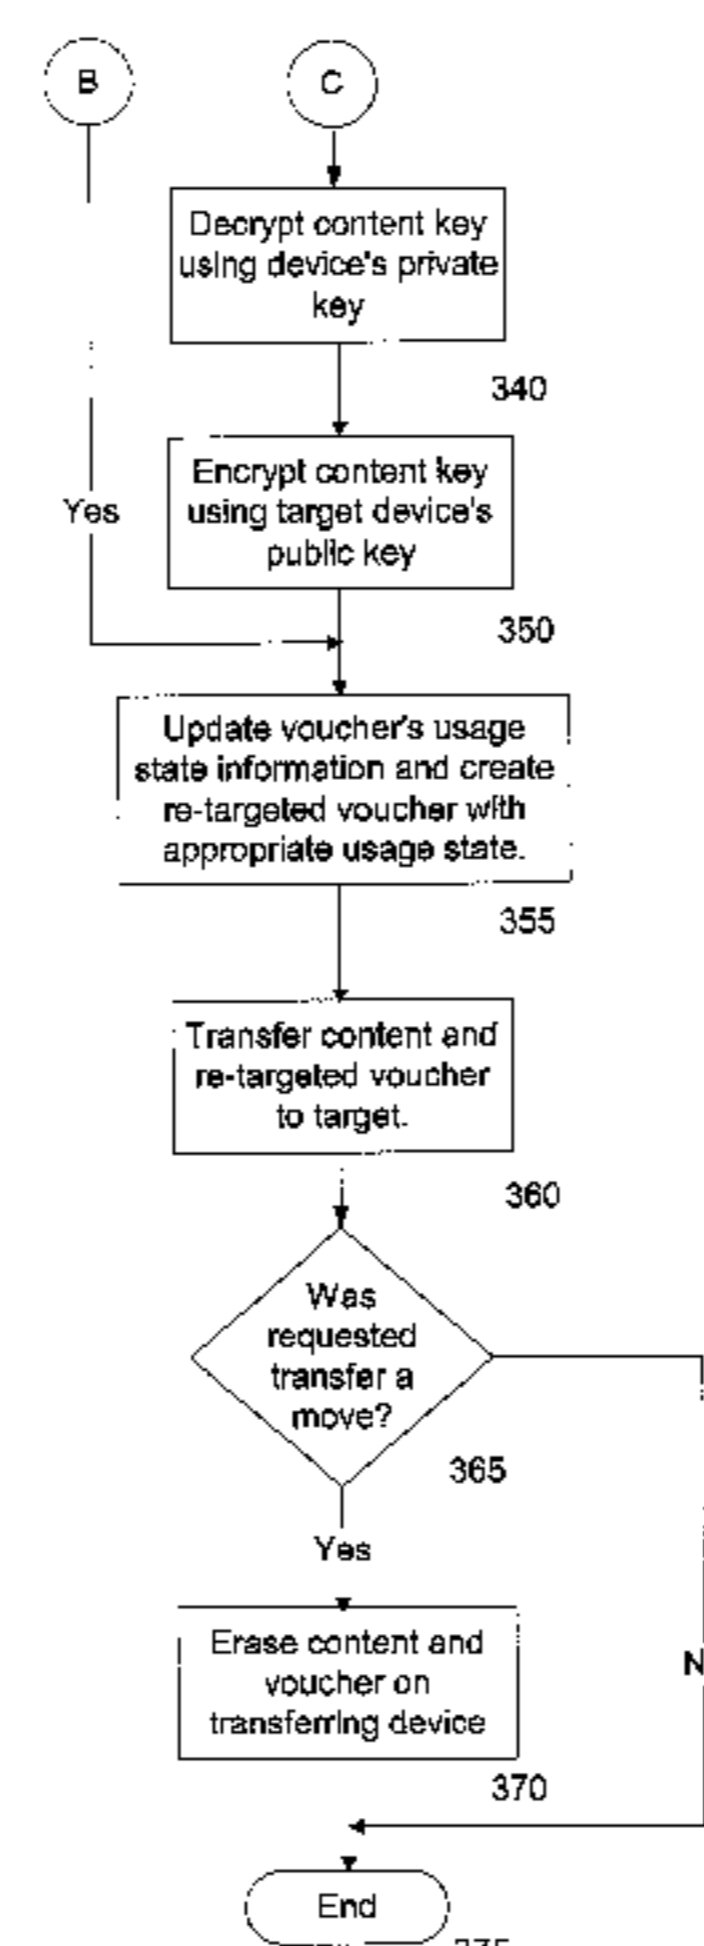 B
C
Decrypt content key
using device's private
key
340
Encrypt content key
using target device's
public key
Yes
350
Update voucher's usage
state information and create
re-targeted voucher with
appropriate usage state.
355
Transfer content and
re-targeted voucher
to target.
360
Was
requested
transfer a
move?
365
Yes
Erase content and
voucher on
transferring device
N
370
End